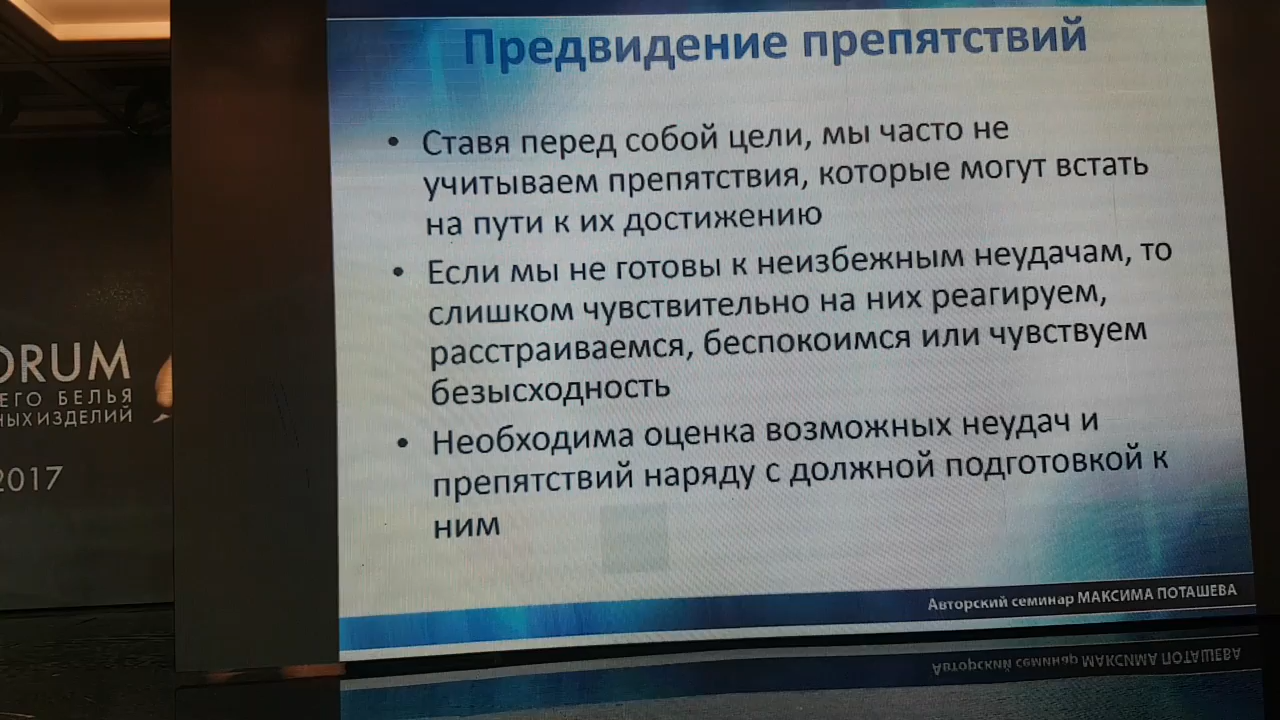 Предвидение препятствий
• Ставя перед собой цели, мы часто не
учитываем препятствия, которые могут встать
на пути к их достижению
• Если мы не готовы к неизбежным неудачам, то
слишком чувствительно на них реагируем,
расстраиваемся, беспокоимся или чувствуем
безысходность
• Необходима оценка возможных неудач и
препятствий наряду с должной подготовкой к
ним
Авторский семинар МАКСИМА ПОТАШЕВА
ORUM
ЕГО БЕЛЬЯ
НЫХ ИЗДЕЛИЙ
2017